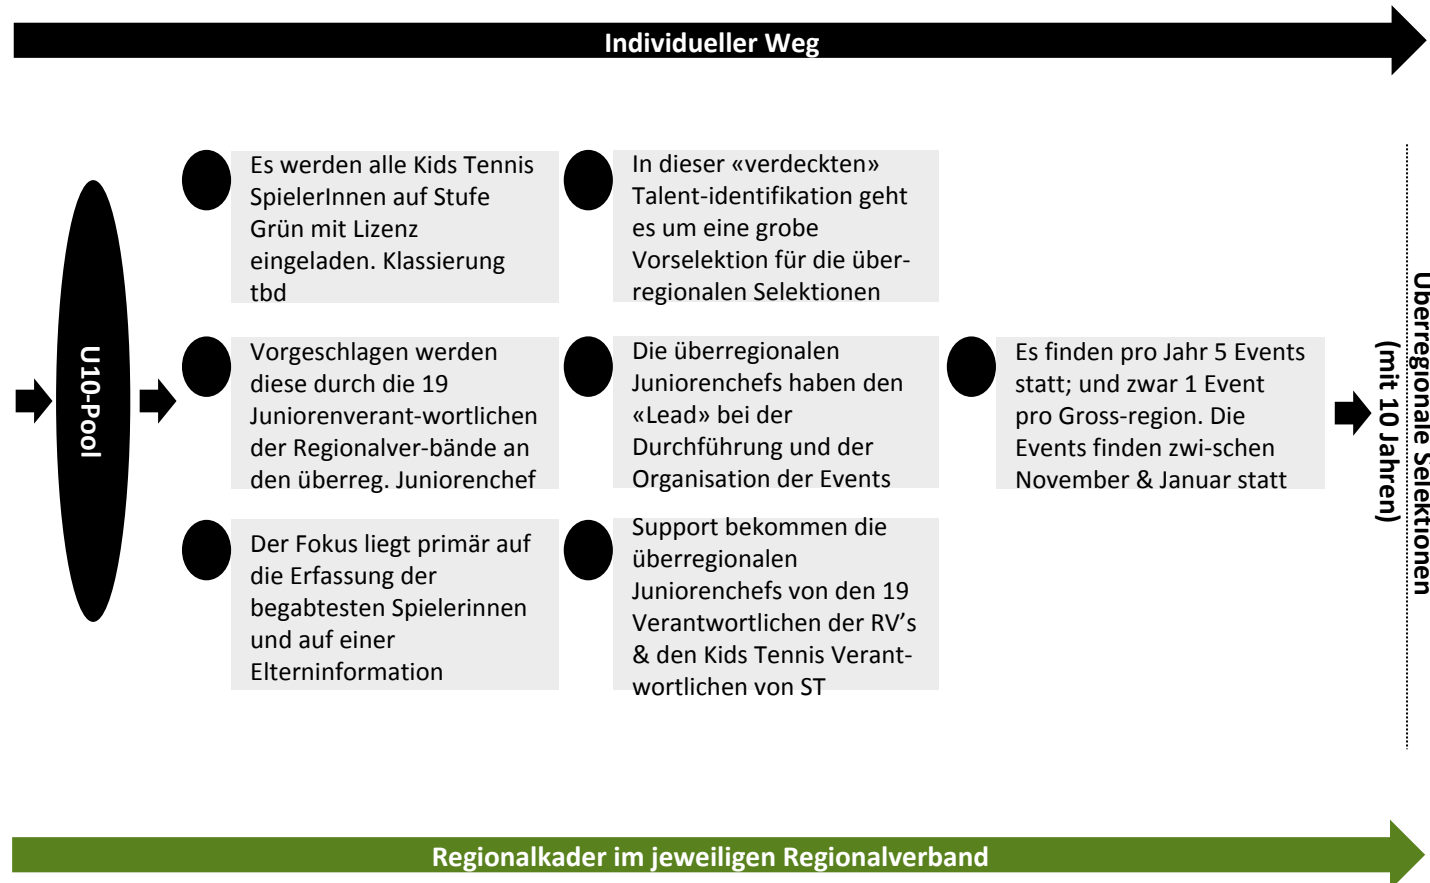 Individueller Weg
U10-Pool
Es werden alle Kids Tennis
SpielerInnen auf Stufe
Grün mit Lizenz
eingeladen. Klassierung
tbd
Vorgeschlagen werden
diese durch die 19
Juniorenverant-wortlichen
der Regionalver-bände an
den überreg. Juniorenchef
Der Fokus liegt primär auf
die Erfassung der
begabtesten Spielerinnen
und auf einer
Elterninformation
In dieser «verdeckten»
Talent-identifikation geht
es um eine grobe
Vorselektion für die über-
regionalen Selektionen
Die überregionalen
Juniorenchefs haben den
«Lead» bei der
Durchführung und der
Organisation der Events
Support bekommen die
überregionalen
Juniorenchefs von den 19
Verantwortlichen der RV's
& den Kids Tennis Verant-
wortlichen von ST
Es finden pro Jahr 5 Events
statt; und zwar 1 Event
pro Gross-region. Die
Events finden zwi-schen
November & Januar statt
Überregionale Selektionen
(mit 10 Jahren)
Regionalkader im jeweiligen Regionalverband